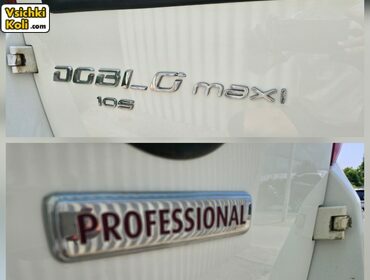 Vsichki
Koli.com
DOBLO maxi
105
PROFESSIONAL